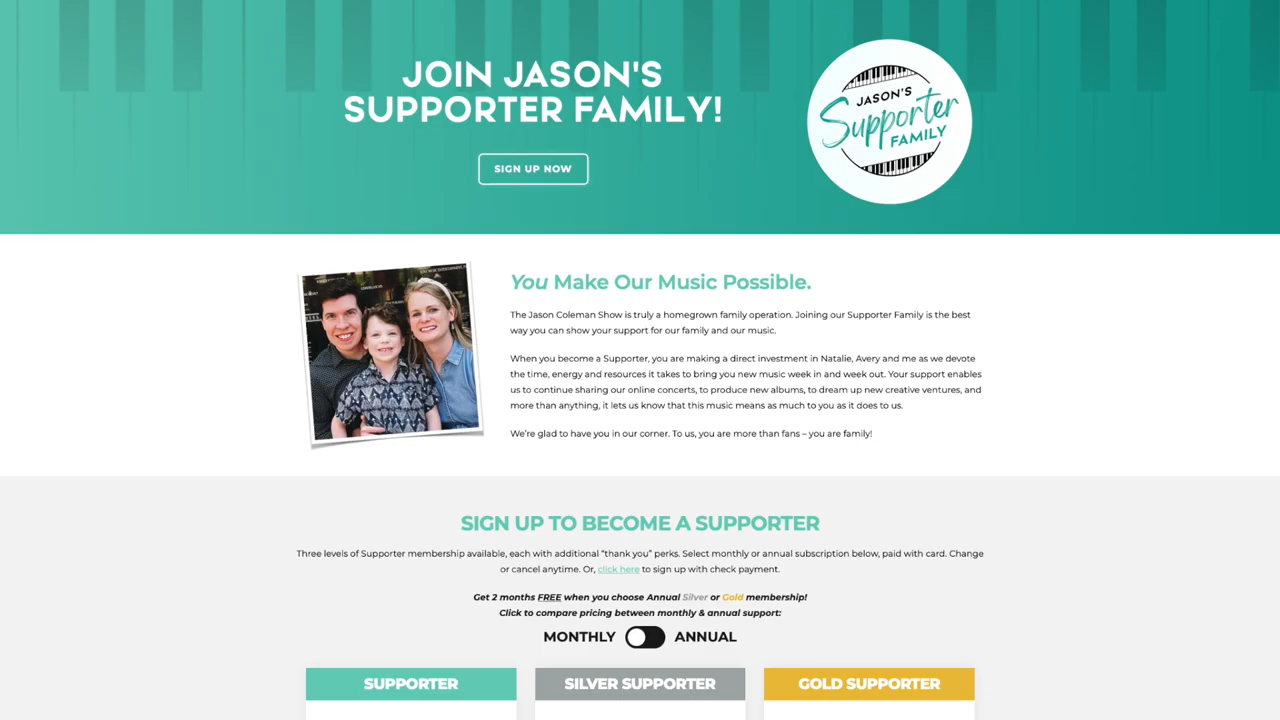 JOIN JASON'S
SUPPORTER FAMILY!
SIGN UP NOW
JASON'S
Supporter
FAMILY
You Make Our Music Possible.
The Jason Coleman Show is truly a homegrown family operation. Joining our Supporter Family is the best
way you can show your support for our family and our music.
When you become a Supporter, you are making a direct investment in Natalie, Avery and me as we devote
the time, energy and resources it takes to bring you new music week in and week out. Your support enables
us to continue sharing our online concerts, to produce new albums, to dream up new creative ventures, and
more than anything, it lets us know that this music means as much to you as it does to us.
We're glad to have you in our corner. To us, you are more than fans – you are family!
SIGN UP TO BECOME A SUPPORTER
Three levels of Supporter membership available, each with additional “thank you” perks. Select monthly or annual subscription below, paid with card. Change
or cancel anytime. Or, click here to sign up with check payment.
Get 2 months FREE when you choose Annual Silver or Gold membership!
Click to compare pricing between monthly & annual support:
MONTHLY ANNUAL
SUPPORTER
SILVER SUPPORTER
GOLD SUPPORTER